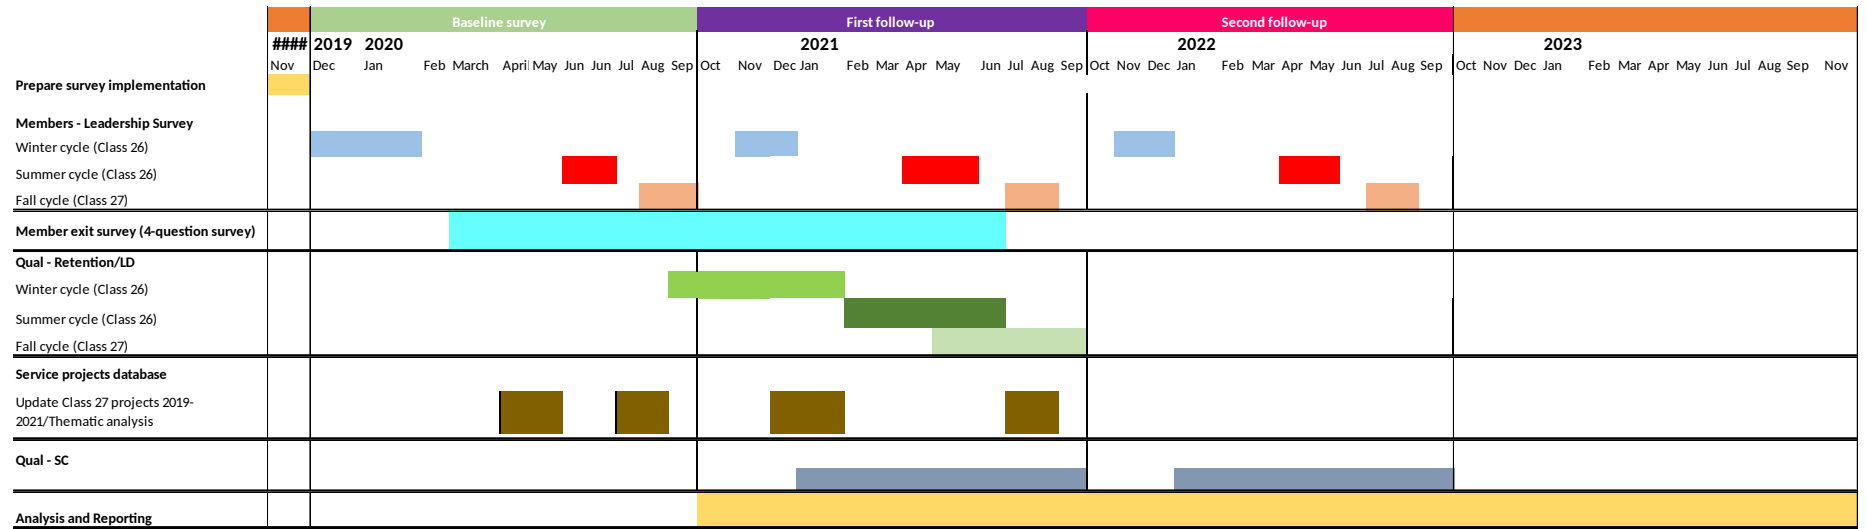 Baseline survey First follow-up Second follow-up
#### 2019 2020 2021 2022 2023
Nov Dec Jan Feb March April May Jun Jun Jul Aug Sep Oct Nov Dec Jan Feb Mar Apr May Jun Jul Aug Sep Oct Nov Dec Jan Feb Mar Apr May Jun Jul Aug Sep Oct Nov Dec Jan Feb Mar Apr May Jun Jul Aug Sep Nov
Prepare survey implementation
Members - Leadership Survey
Winter cycle (Class 26)
Summer cycle (Class 26)
Fall cycle (Class 27)
Member exit survey (4-question survey)
Qual - Retention/LD
Winter cycle (Class 26)
Summer cycle (Class 26)
Fall cycle (Class 27)
Service projects database
Update Class 27 projects 2019-
2021/Thematic analysis
Qual - SC
Analysis and Reporting